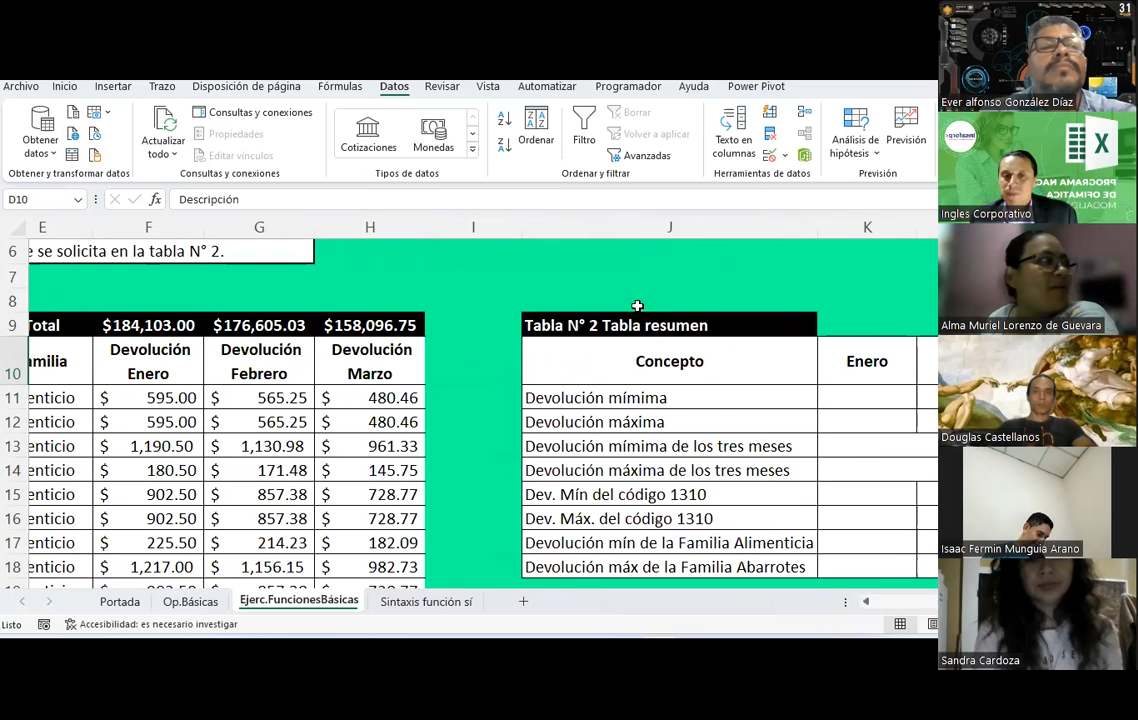 Archivo Inicio Insertar Trazo Disposición de página Fórmulas Datos Revisar Vista Automatizar Programador Ayuda Power Pivot
Obtener datos
Actualizar todo
Consultas y conexiones
Propiedades
Editar vínculos
Cotizaciones
Monedas
Ordenar
Filtro
Borrar
Volver a aplicar
Avanzadas
Texto en columnas
Análisis de hipótesis
Previsión
Obtener y transformar datos Consultas y conexiones Tipos de datos Ordenar y filtrar Herramientas de datos Previsión
D10 fx Descripción
E F G H I J K
6 e se solicita en la tabla N° 2.
7
8
9 Total $184,103.00 $176,605.03 $158,096.75 Tabla N° 2 Tabla resumen
10 amilia Devolución Enero Devolución Febrero Devolución Marzo Concepto Enero
11 enticio $ 595.00 $ 565.25 $ 480.46 Devolución mímima
12 enticio $ 595.00 $ 565.25 $ 480.46 Devolución máxima
13 enticio $ 1,190.50 $ 1,130.98 $ 961.33 Devolución mímima de los tres meses
14 enticio $ 180.50 $ 171.48 $ 145.75 Devolución máxima de los tres meses
15 enticio $ 902.50 $ 857.38 $ 728.77 Dev. Mín del código 1310
16 enticio $ 902.50 $ 857.38 $ 728.77 Dev. Máx. del código 1310
17 enticio $ 225.50 $ 214.23 $ 182.09 Devolución mín de la Familia Alimenticia
18 enticio $ 1,217.00 $ 1,156.15 $ 982.73 Devolución máx de la Familia Abarrotes
Portada Op.Básicas Ejerc.FuncionesBásicas Sintaxis función sí
Listo Accesibilidad: es necesario investigar
31
Ever alfonso González Díaz
insaforp
X
PROGRAMA NAC
DE OFIMATICA
MODALID
Ingles Corporativo
Alma Muriel Lorenzo de Guevara
Douglas Castellanos
Isaac Fermin Munguía Arano
Sandra Cardoza